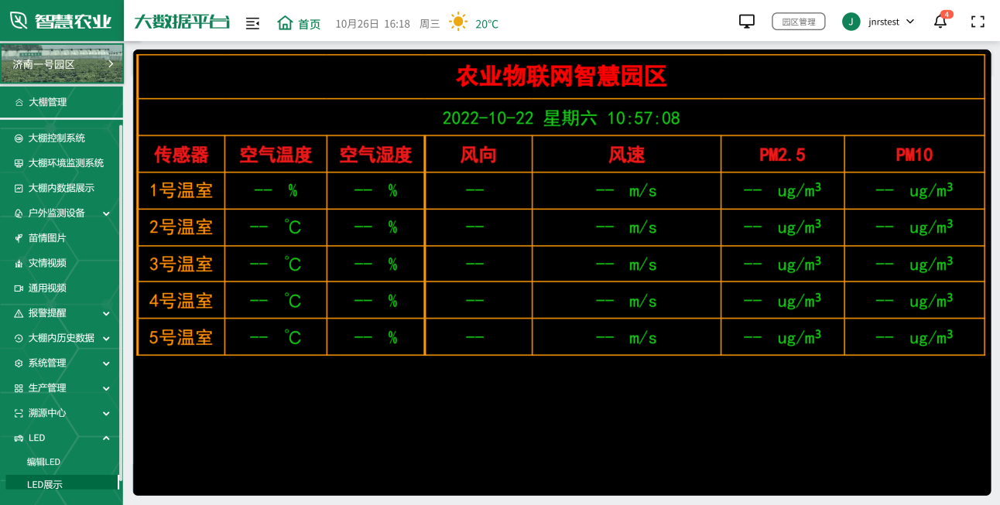 智慧农业 大数据平台 首页 10月26日 16:18 周三 20℃ 园区管理 J jnrstest 4
济南一号园区
大棚管理
大棚控制系统
大棚环境监测系统
大棚内数据展示
户外监测设备
苗情图片
灾情视频
通用视频
报警提醒
大棚内历史数据
系统管理
生产管理
溯源中心
LED
编辑LED
LED展示
农业物联网智慧园区
2022-10-22 星期六 10:57:08
传感器 空气温度 空气湿度 风向 风速 PM2.5 PM10
1号温室 -- % -- % -- -- m/s -- ug/m³ -- ug/m³
2号温室 -- ℃ -- % -- -- m/s -- ug/m³ -- ug/m³
3号温室 -- ℃ -- % -- -- m/s -- ug/m³ -- ug/m³
4号温室 -- ℃ -- % -- -- m/s -- ug/m³ -- ug/m³
5号温室 -- ℃ -- % -- -- m/s -- ug/m³ -- ug/m³